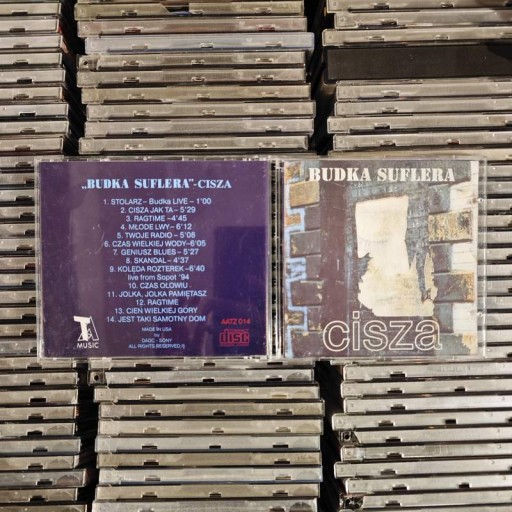 „BUDKA SUFLERA"-CISZA
1. STOLARZ – Budka LIVE – 1'00
2. CISZA JAK TA – 5'29
3. RAGTIME – 4'45
4. MŁODE LWY – 6'12
5. TWOJE RADIO – 5'08
6. CZAS WIELKIEJ WODY – 6'05
7. GENIUSZ BLUES – 5'27
8. SKANDAL – 4'37
9. KOLĘDA ROZTEREK – 6'40
live from Sopot '94
10. CZAS OŁOWIU
11. JOLKA, JOLKA PAMIĘTASZ
12. RAGTIME
13. CIEŃ WIELKIEJ GÓRY
14. JEST TAKI SAMOTNY DOM
MADE IN USA
by
DADC - SONY
ALL RIGHTS RESERVED
TA
MUSIC
AATZ 014
disc
BUDKA SUFLERA
cisza